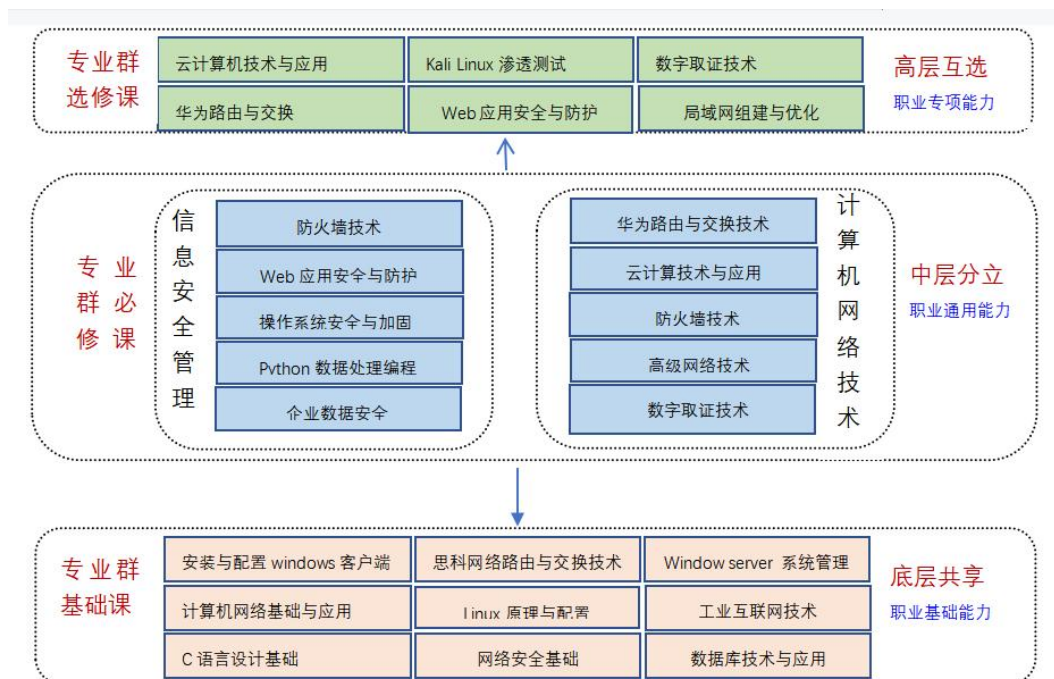 专业群
选修课
云计算机技术与应用
Kali Linux 渗透测试
数字取证技术
华为路由与交换
Web 应用安全与防护
局域网组建与优化
高层互选
职业专项能力
专 业
群 必
修 课
信息安全管理
防火墙技术
Web 应用安全与防护
操作系统安全与加固
Python 数据处理编程
企业数据安全
华为路由与交换技术
云计算技术与应用
防火墙技术
高级网络技术
数字取证技术
计算机网络技术
中层分立
职业通用能力
专业群
基础课
安装与配置 windows 客户端
思科网络路由与交换技术
Window server 系统管理
计算机网络基础与应用
Linux 原理与配置
工业互联网技术
C 语言设计基础
网络安全基础
数据库技术与应用
底层共享
职业基础能力